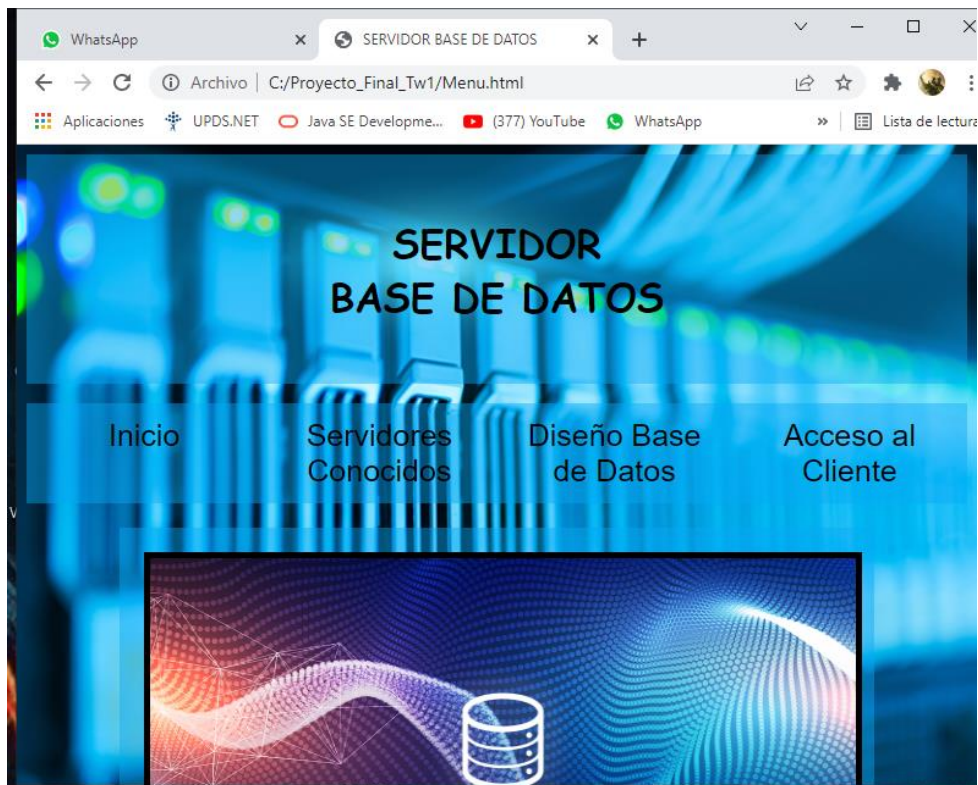 WhatsApp
SERVIDOR BASE DE DATOS
Archivo
C:/Proyecto_Final_Tw1/Menu.html
Aplicaciones
UPDS.NET
Java SE Developme...
(377) YouTube
WhatsApp
»
Lista de lectura
SERVIDOR
BASE DE DATOS
Inicio
Servidores
Conocidos
Diseño Base
de Datos
Acceso al
Cliente